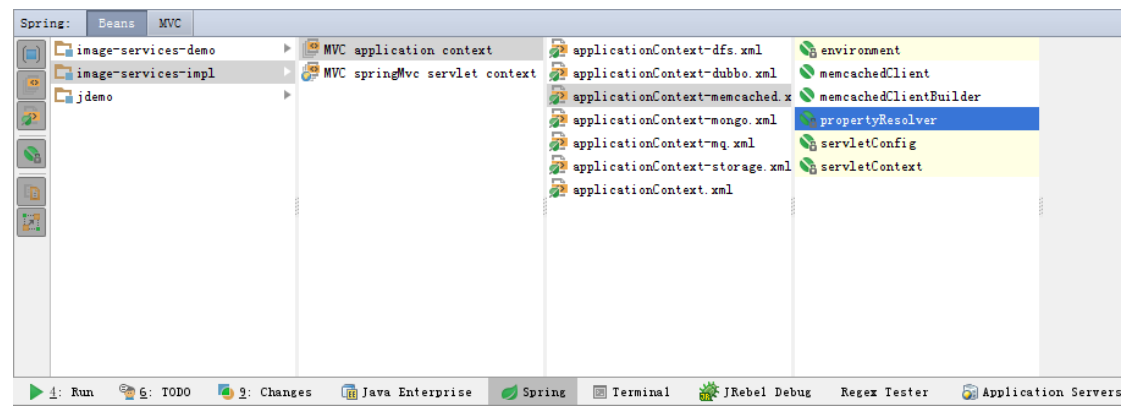 Spring: Beans MVC
image-services-demo
image-services-impl
jdemo
MVC application context
MVC springMvc servlet context
applicationContext-dfs.xml
applicationContext-dubbo.xml
applicationContext-memcached.x
applicationContext-mongo.xml
applicationContext-mq.xml
applicationContext-storage.xml
applicationContext.xml
environment
memcachedClient
memcachedClientBuilder
propertyResolver
servletConfig
servletContext
4: Run 6: TODO 9: Changes Java Enterprise Spring Terminal JRebel Debug Regex Tester Application Servers